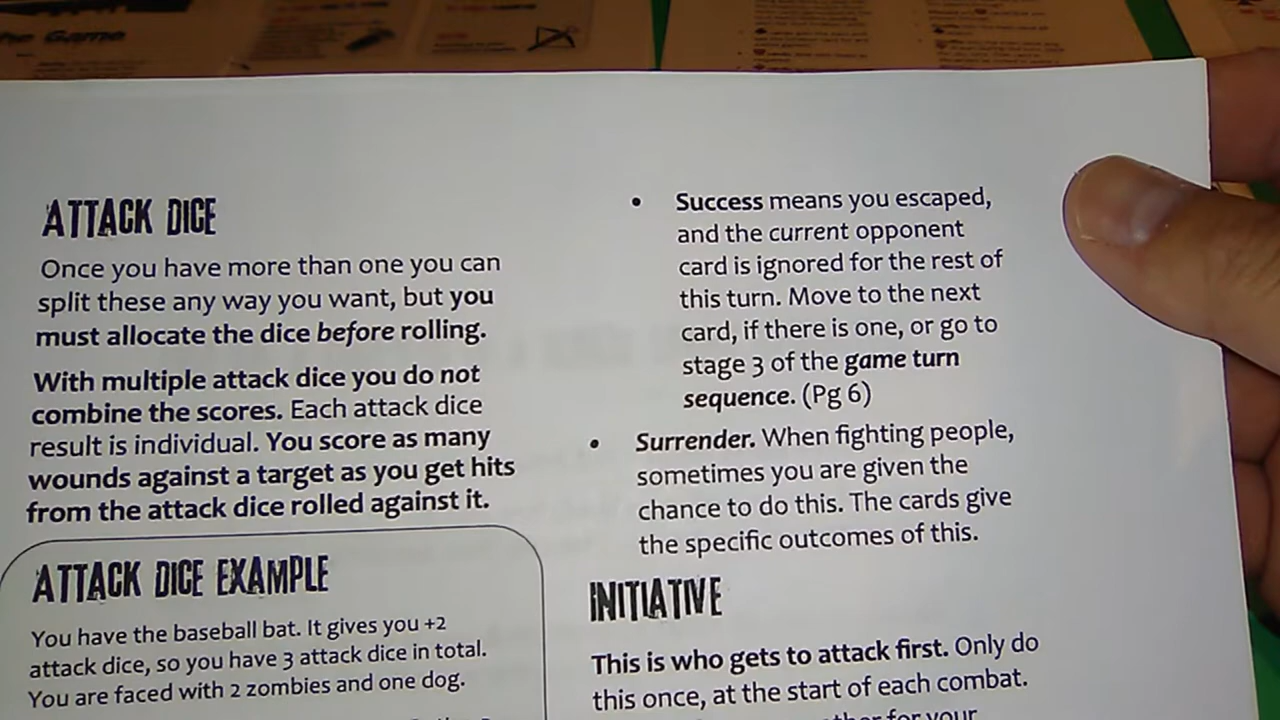 the Game
ATTACK DICE
Once you have more than one you can
split these any way you want, but you
must allocate the dice before rolling.
With multiple attack dice you do not
combine the scores. Each attack dice
result is individual. You score as many
wounds against a target as you get hits
from the attack dice rolled against it.
ATTACK DICE EXAMPLE
You have the baseball bat. It gives you +2
attack dice, so you have 3 attack dice in total.
You are faced with 2 zombies and one dog.
• Success means you escaped,
and the current opponent
card is ignored for the rest of
this turn. Move to the next
card, if there is one, or go to
stage 3 of the game turn
sequence. (Pg 6)
• Surrender. When fighting people,
sometimes you are given the
chance to do this. The cards give
the specific outcomes of this.
INITIATIVE
This is who gets to attack first. Only do
this once, at the start of each combat.
for your